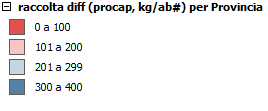 raccolta diff (procap, kg/ab#) per Provincia
0 a 100
101 a 200
201 a 299
300 a 400